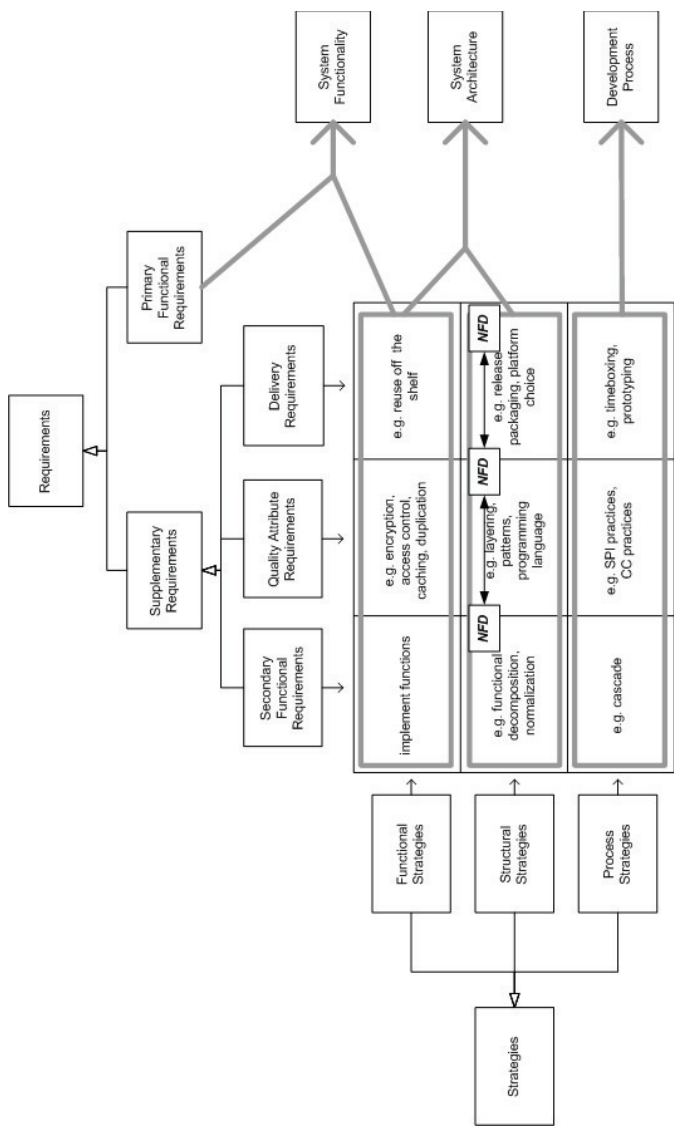 Requirements
Supplementary
Requirements
Primary
Functional
Requirements
Secondary
Functional
Requirements
Quality Attribute
Requirements
Delivery
Requirements
System
Functionality
System
Architecture
Development
Process
Strategies
Functional
Strategies
implement functions
e.g. encryption,
access control,
caching, duplication
e.g. reuse off the
shelf
Structural
Strategies
NFD
NFD
NFD
e.g. functional
decomposition,
normalization
e.g. layering,
patterns,
programming
language
e.g. release
packaging, platform
choice
Process
Strategies
e.g. cascade
e.g. SPI practices,
CC practices
e.g. timeboxing,
prototyping